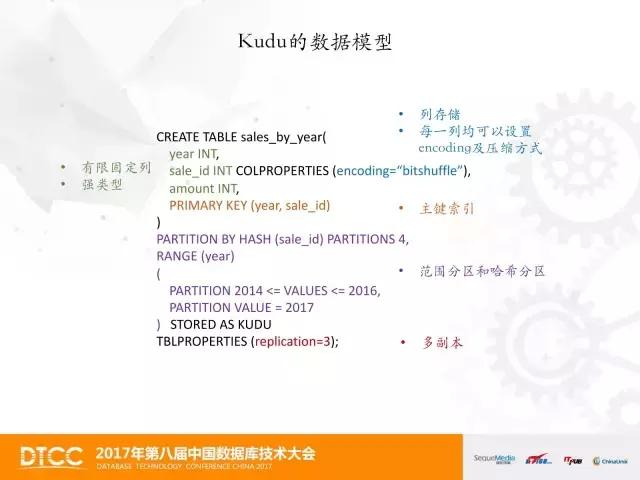 Kudu的数据模型
• 列存储
• 每一列均可以设置
encoding及压缩方式
CREATE TABLE sales_by_year(
year INT,
• 有限固定列
sale_id INT COLPROPERTIES (encoding=“bitshuffle”),
• 强类型
amount INT,
PRIMARY KEY (year, sale_id)
• 主键索引
)
PARTITION BY HASH (sale_id) PARTITIONS 4,
RANGE (year)
(
• 范围分区和哈希分区
PARTITION 2014 <= VALUES <= 2016,
PARTITION VALUE = 2017
) STORED AS KUDU
TBLPROPERTIES (replication=3);
• 多副本
DTCC
2017年第八届中国数据库技术大会
DATABASE TECHNOLOGY CONFERENCE CHINA 2017
SequeMedia
ITPUB
ChinaUnix